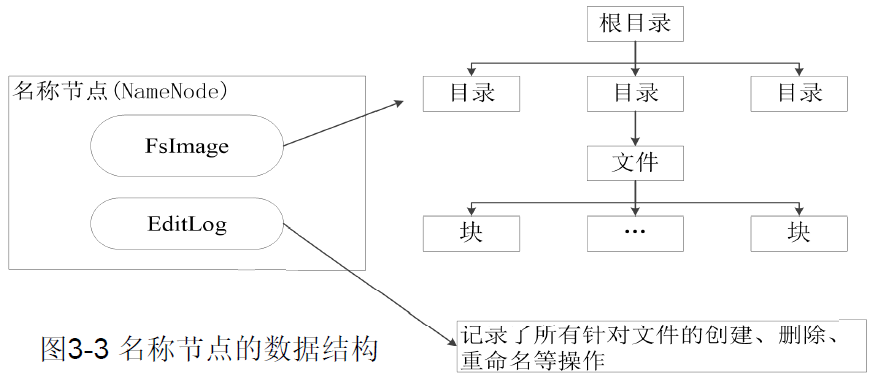 根目录
名称节点(NameNode)
目录
目录
目录
FsImage
文件
EditLog
块
…
块
记录了所有针对文件的创建、删除、
重命名等操作
图3-3 名称节点的数据结构